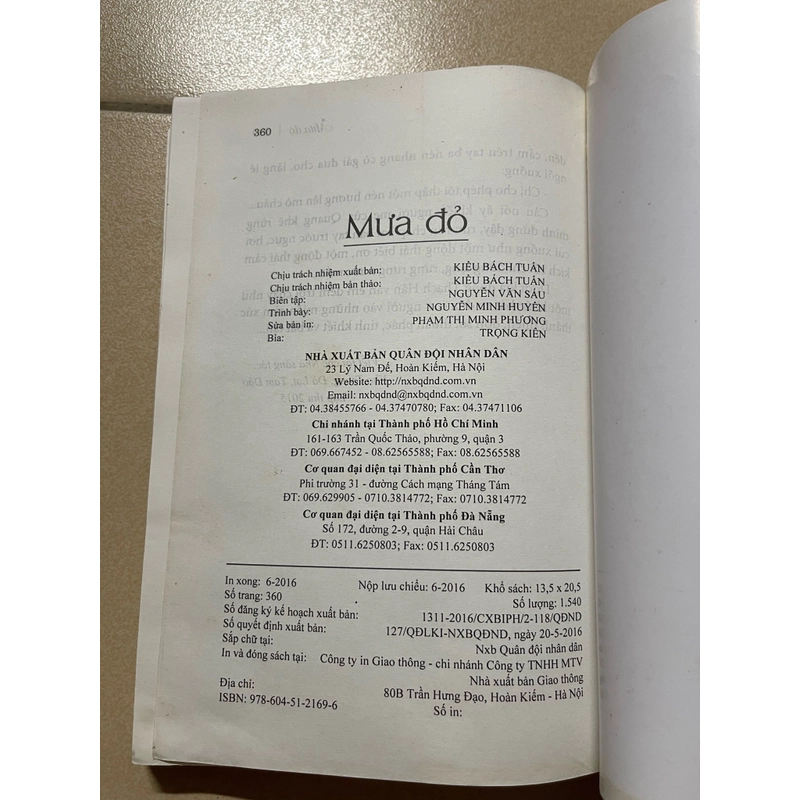 360
Mưa đỏ
Mưa đỏ
Chịu trách nhiệm xuất bản: KIỀU BÁCH TUẤN
Chịu trách nhiệm bản thảo: KIỀU BÁCH TUẤN
Biên tập: NGUYỄN VĂN SÁU
Trình bày: NGUYỄN MINH HUYỀN
Sửa bản in: PHẠM THỊ MINH PHƯƠNG
Bìa: TRỌNG KIÊN
NHÀ XUẤT BẢN QUÂN ĐỘI NHÂN DÂN
23 Lý Nam Đế, Hoàn Kiếm, Hà Nội
Website: http://nxbqdnd.com.vn
Email: nxbqdnd@nxbqdnd.com.vn
ĐT: 04.38455766 - 04.37470780; Fax: 04.37471106
Chi nhánh tại Thành phố Hồ Chí Minh
161-163 Trần Quốc Thảo, phường 9, quận 3
ĐT: 069.667452 - 08.62565588; Fax: 08.62565588
Cơ quan đại diện tại Thành phố Cần Thơ
Phi trường 31 - đường Cách mạng Tháng Tám
ĐT: 069.629905 - 0710.3814772; Fax: 0710.3814772
Cơ quan đại diện tại Thành phố Đà Nẵng
Số 172, đường 2-9, quận Hải Châu
ĐT: 0511.6250803; Fax: 0511.6250803
In xong: 6-2016 Nộp lưu chiểu: 6-2016 Khổ sách: 13,5 x 20,5
Số trang: 360 Số lượng: 1.540
Số đăng ký kế hoạch xuất bản: 1311-2016/CXBIPH/2-118/QĐND
Số quyết định xuất bản: 127/QĐLKI-NXBQĐND, ngày 20-5-2016
Sắp chữ tại: Nxb Quân đội nhân dân
In và đóng sách tại: Công ty in Giao thông - chi nhánh Công ty TNHH MTV
Nhà xuất bản Giao thông
Địa chỉ: 80B Trần Hưng Đạo, Hoàn Kiếm - Hà Nội
ISBN: 978-604-51-2169-6 Số in: